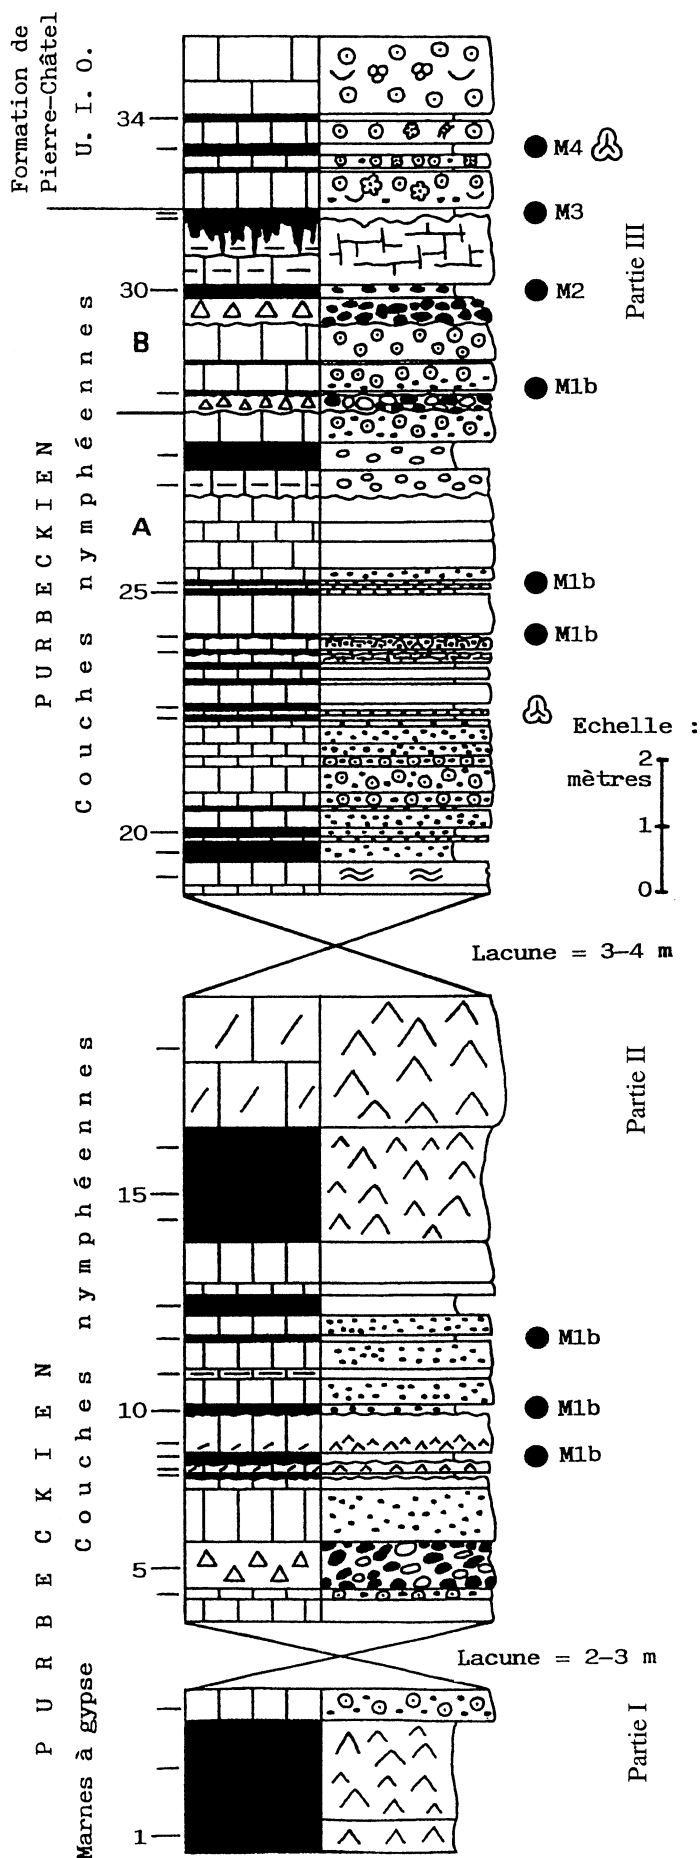 Formation de
Pierre-Châtel
U. I. O.
34
M4
M3
Partie III
30
M2
B
M1b
PURBECKIEN
Couches nymphéennes
A
M1b
25
M1b
Echelle :
2
mètres
1
0
20
Lacune = 3-4 m
Partie II
15
PURBECKIEN
Couches nymphéennes
M1b
10
M1b
M1b
5
Lacune = 2-3 m
Marnes à gypse
Partie I
1